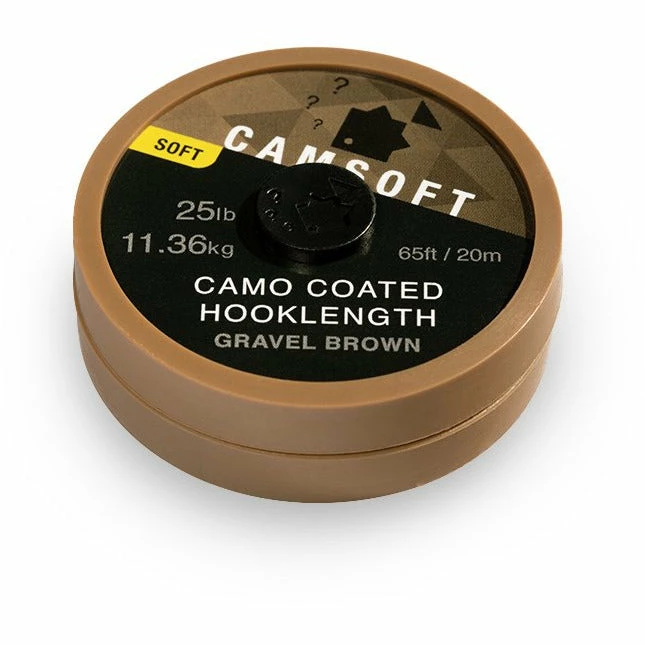 ? ? ?
SOFT
CAMSOFT
25lb
11.36kg
65ft / 20m
CAMO COATED
HOOKLENGTH
GRAVEL BROWN